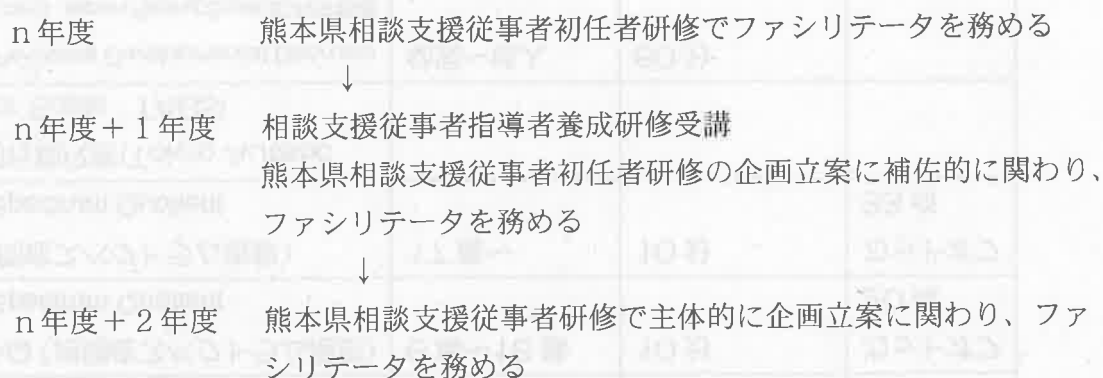 n年度　熊本県相談支援従事者初任者研修でファシリテータを務める
↓
n年度＋1年度　相談支援従事者指導者養成研修受講
熊本県相談支援従事者初任者研修の企画立案に補佐的に関わり、
ファシリテータを務める
↓
n年度＋2年度　熊本県相談支援従事者研修で主体的に企画立案に関わり、ファ
シリテータを務める